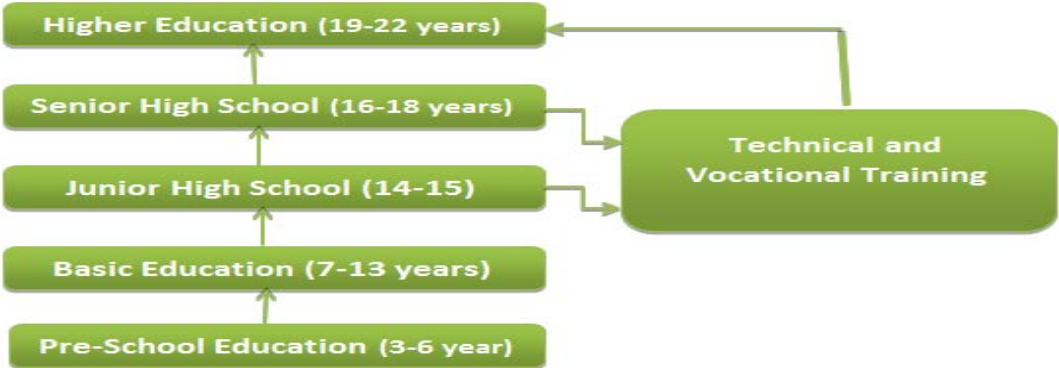 Higher Education (19-22 years)
Senior High School (16-18 years)
Technical and
Vocational Training
Junior High School (14-15)
Basic Education (7-13 years)
Pre-School Education (3-6 year)